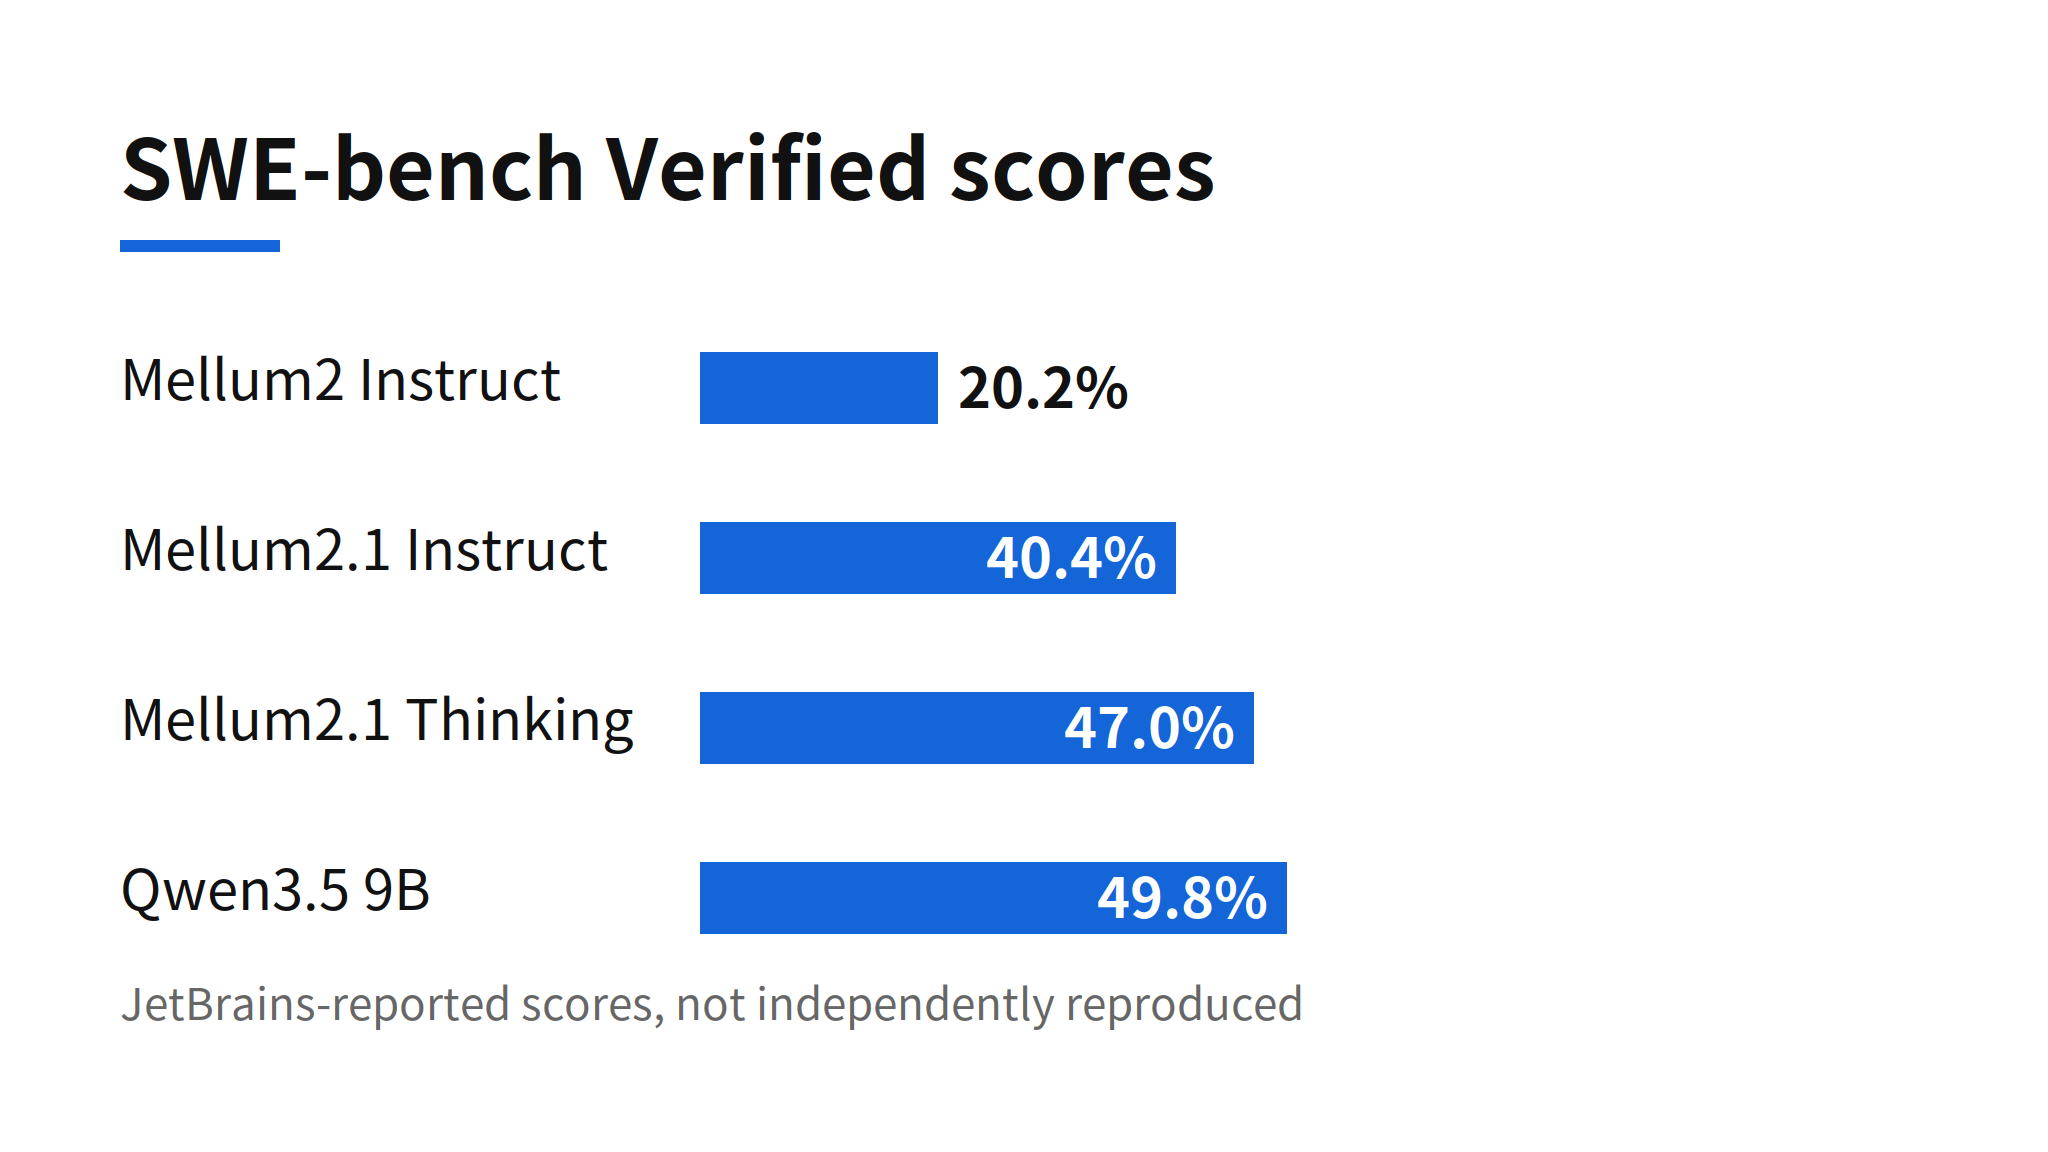 SWE-bench Verified scores
Mellum2 Instruct 20.2%
Mellum2.1 Instruct 40.4%
Mellum2.1 Thinking 47.0%
Qwen3.5 9B 49.8%
JetBrains-reported scores, not independently reproduced